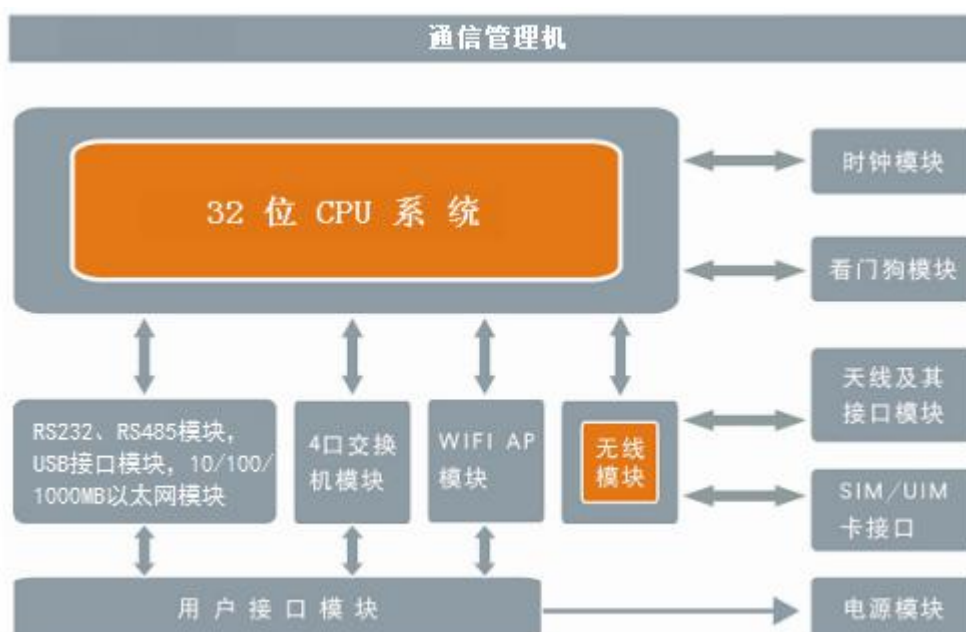 通信管理机
32 位 CPU 系 统
时钟模块
看门狗模块
RS232、RS485模块，
USB接口模块，10/100/
1000MB以太网模块
4口交换
机模块
WIFI AP
模块
无线
模块
天线及其
接口模块
SIM/UIM
卡接口
用 户 接 口 模 块
电源模块